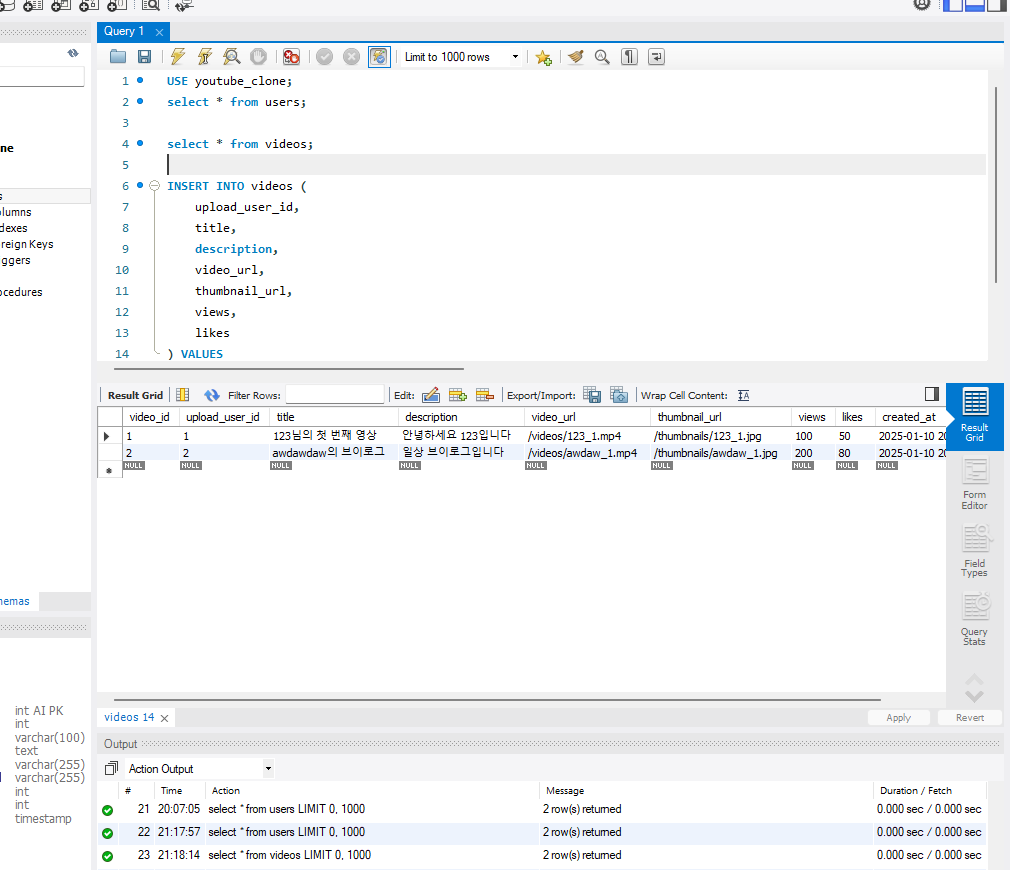 Query 1
Limit to 1000 rows
1 USE youtube_clone;
2 select * from users;
3
4 select * from videos;
5
6 INSERT INTO videos (
7 upload_user_id,
8 title,
9 description,
10 video_url,
11 thumbnail_url,
12 views,
13 likes
14 ) VALUES
ne
s
olumns
dexes
reign Keys
ggers
ocedures
hemas
int AI PK
int
varchar(100)
text
varchar(255)
varchar(255)
int
int
timestamp
Result Grid Filter Rows: Edit: Export/Import: Wrap Cell Content:
video_id upload_user_id title description video_url thumbnail_url views likes created_at
1 1 123님의 첫 번째 영상 안녕하세요 123입니다 /videos/123_1.mp4 /thumbnails/123_1.jpg 100 50 2025-01-10 20
2 2 awdawdaw의 브이로그 일상 브이로그입니다 /videos/awdaw_1.mp4 /thumbnails/awdaw_1.jpg 200 80 2025-01-10 20
NULL NULL NULL NULL NULL NULL NULL NULL NULL
Result
Grid
Form
Editor
Field
Types
Query
Stats
videos 14
Apply Revert
Output
Action Output
# Time Action Message Duration / Fetch
21 20:07:05 select * from users LIMIT 0, 1000 2 row(s) returned 0.000 sec / 0.000 sec
22 21:17:57 select * from users LIMIT 0, 1000 2 row(s) returned 0.000 sec / 0.000 sec
23 21:18:14 select * from videos LIMIT 0, 1000 2 row(s) returned 0.000 sec / 0.000 sec